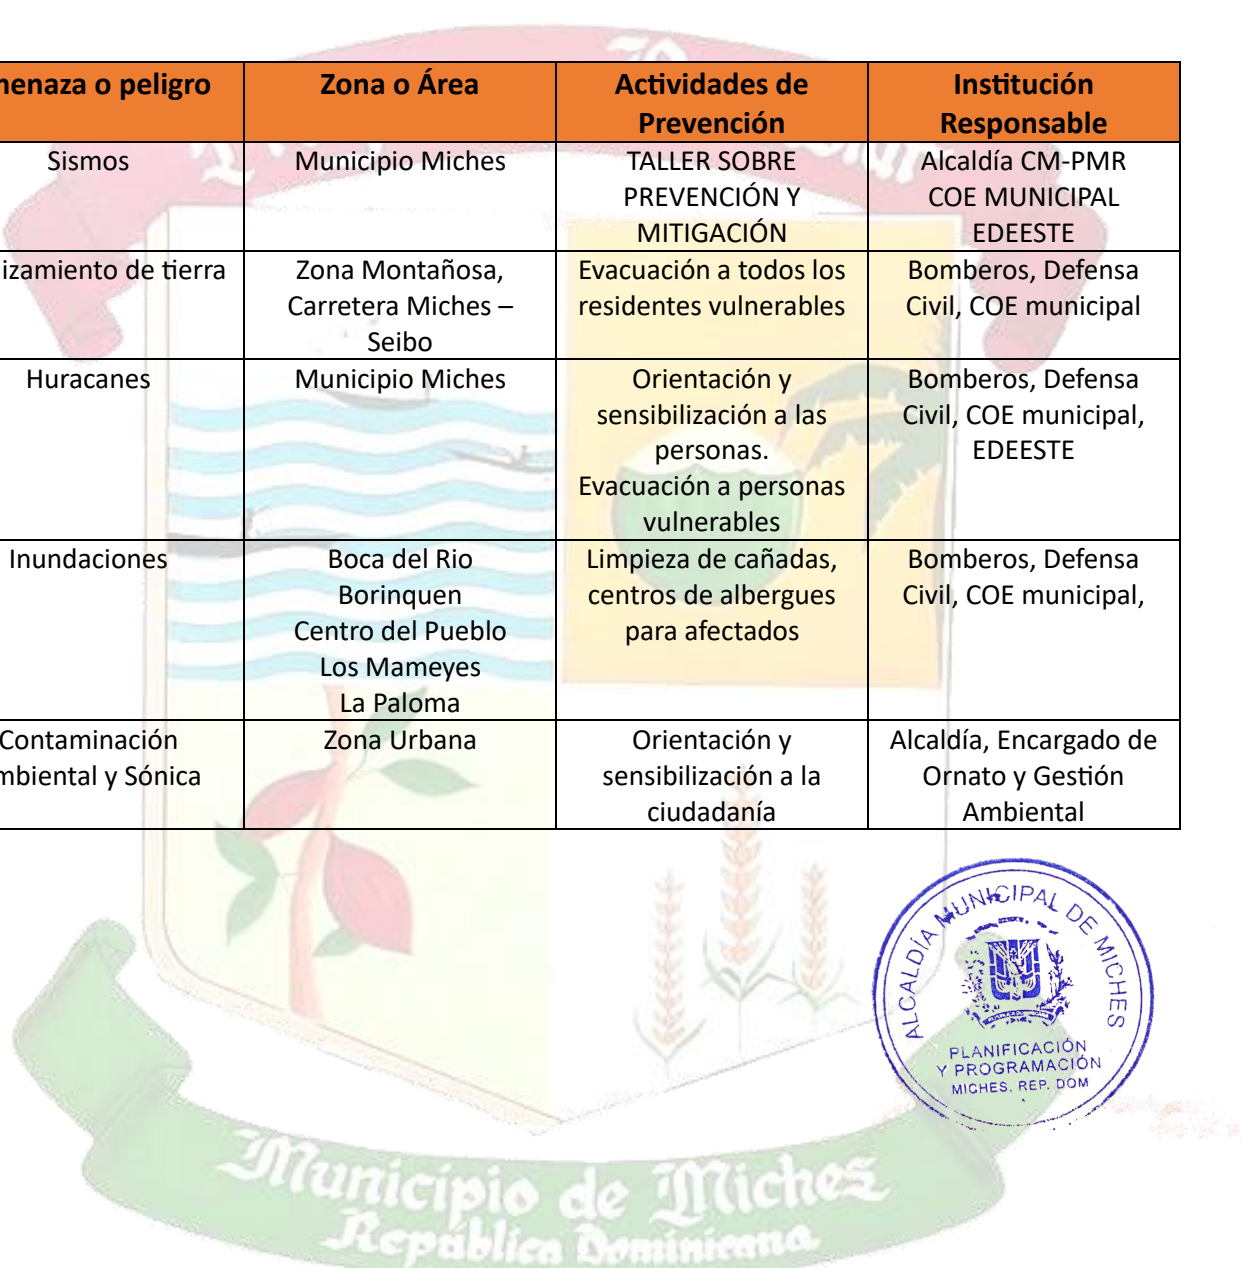 menaza o peligro
Zona o Área
Actividades de
Prevención
Institución
Responsable
Sismos
Municipio Miches
TALLER SOBRE
PREVENCIÓN Y
MITIGACIÓN
Alcaldía CM-PMR
COE MUNICIPAL
EDEESTE
izamiento de tierra
Zona Montañosa,
Carretera Miches –
Seibo
Evacuación a todos los
residentes vulnerables
Bomberos, Defensa
Civil, COE municipal
Huracanes
Municipio Miches
Orientación y
sensibilización a las
personas.
Evacuación a personas
vulnerables
Bomberos, Defensa
Civil, COE municipal,
EDEESTE
Inundaciones
Boca del Rio
Borinquen
Centro del Pueblo
Los Mameyes
La Paloma
Limpieza de cañadas,
centros de albergues
para afectados
Bomberos, Defensa
Civil, COE municipal,
Contaminación
mbiental y Sónica
Zona Urbana
Orientación y
sensibilización a la
ciudadanía
Alcaldía, Encargado de
Ornato y Gestión
Ambiental
ALCALDÍA MUNICIPAL DE MICHES
PLANIFICACIÓN
Y PROGRAMACIÓN
MICHES, REP. DOM
Municipio de Miches
República Dominicana